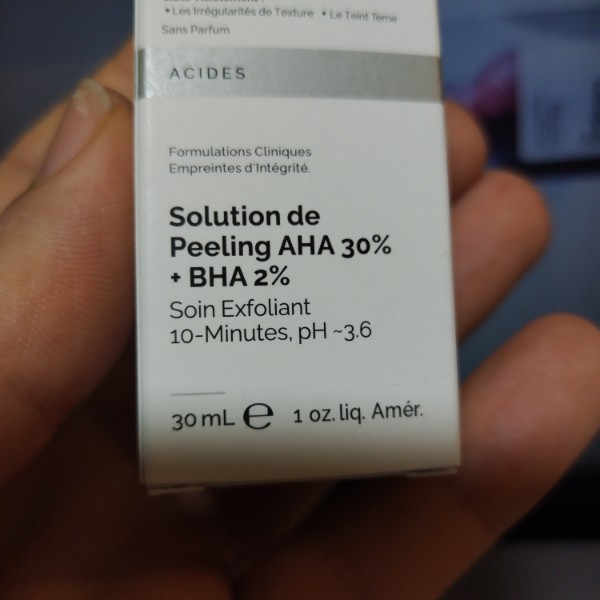 • Les Irrégularités de Texture • Le Teint Terne
Sans Parfum
ACIDES
Formulations Cliniques
Empreintes d'Intégrité.
Solution de
Peeling AHA 30%
+ BHA 2%
Soin Exfoliant
10-Minutes, pH ~3.6
30 mL e 1 oz. liq. Amér.